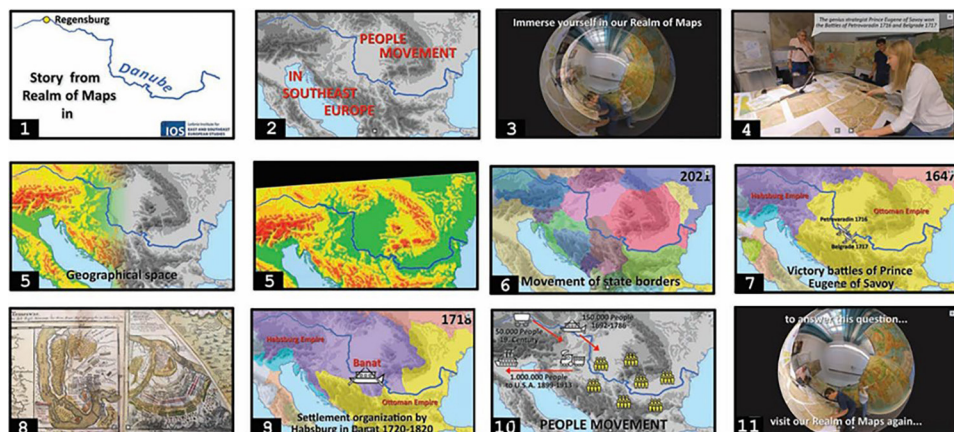 Regensburg
Danube
Story from
Realm of Maps
in
IOS
Leibniz Institute for
EAST AND SOUTHEAST
EUROPEAN STUDIES
1
PEOPLE
MOVEMENT
IN
SOUTHEAST
EUROPE
2
Immerse yourself in our Realm of Maps
3
The genius strategist Prince Eugene of Savoy won
the Battles of Petrovaradin 1716 and Belgrade 1717
4
Geographical space
5
5
2021
Movement of state borders
6
1647
Habsburg Empire
Ottoman Empire
Petrovaradin 1716
Belgrade 1717
Victory battles of Prince
Eugene of Savoy
7
8
1718
Habsburg Empire
Banat
Ottoman Empire
Settlement organization by
Habsburg in Banat 1720-1820
9
50.000 People
19. Century
150.000 People
1692-1786
1.000.000 People
to U.S.A. 1899-1913
PEOPLE MOVEMENT
10
to answer this question...
visit our Realm of Maps again...
11